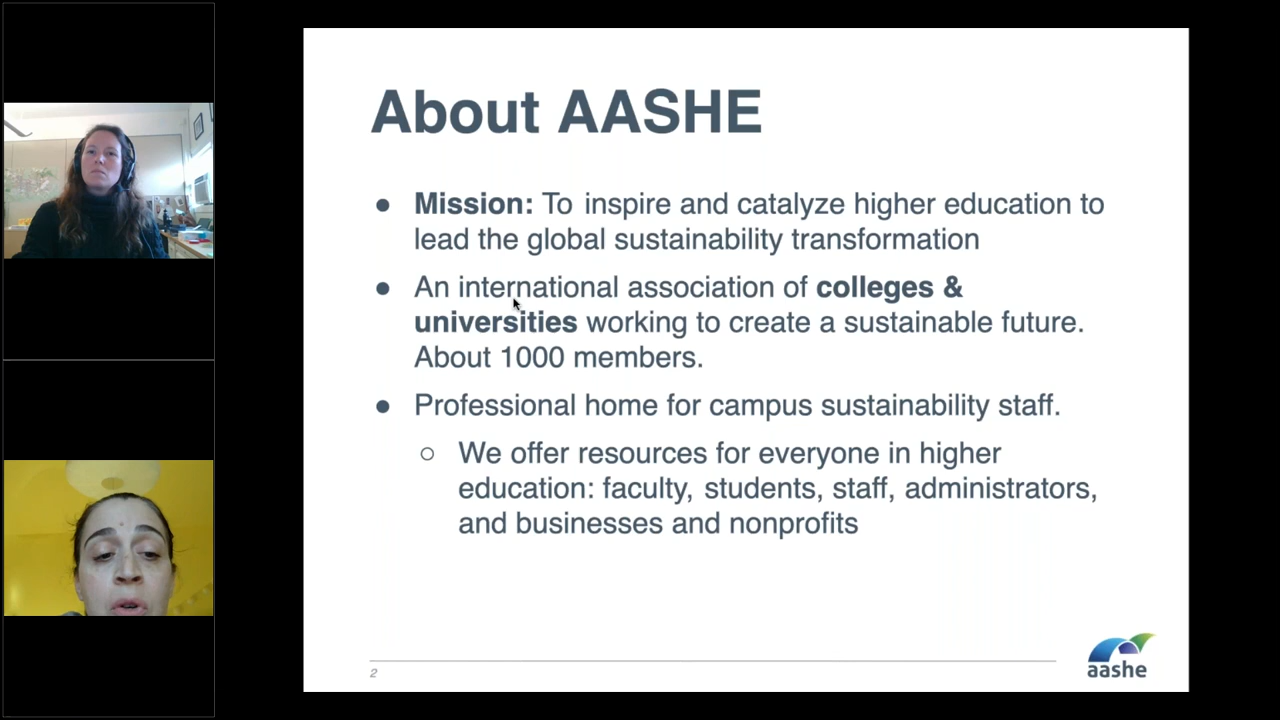 About AASHE
● Mission: To inspire and catalyze higher education to
lead the global sustainability transformation
● An international association of colleges &
universities working to create a sustainable future.
About 1000 members.
● Professional home for campus sustainability staff.
○ We offer resources for everyone in higher
education: faculty, students, staff, administrators,
and businesses and nonprofits
2
aashe